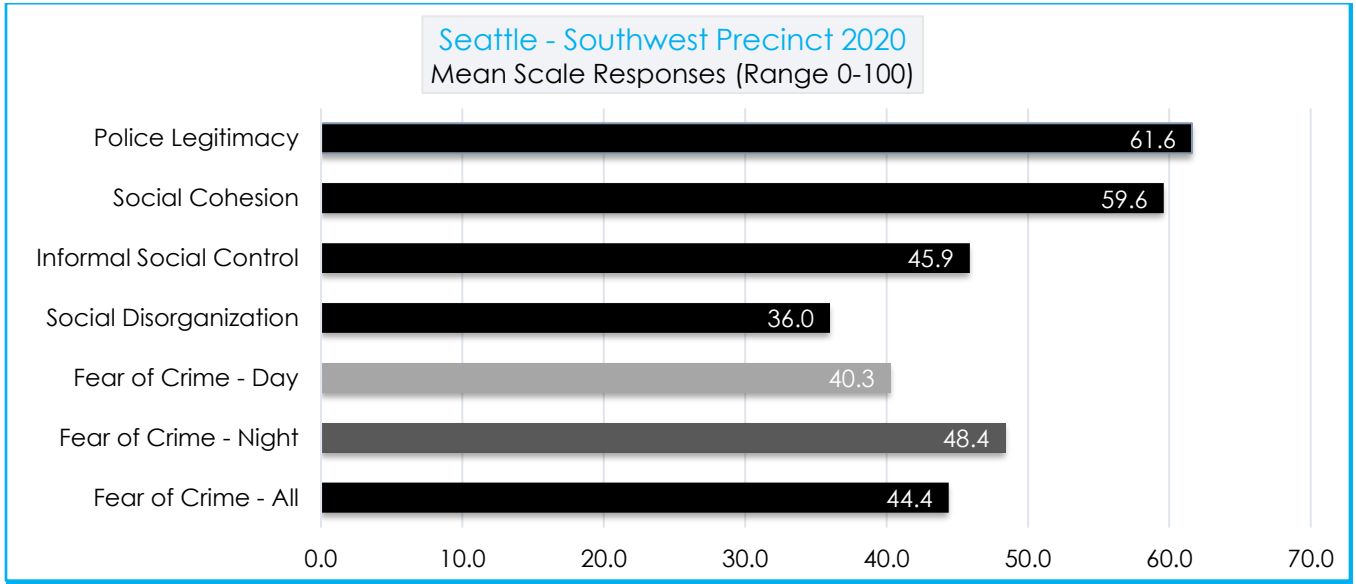 Seattle - Southwest Precinct 2020
Mean Scale Responses (Range 0-100)
Police Legitimacy 61.6
Social Cohesion 59.6
Informal Social Control 45.9
Social Disorganization 36.0
Fear of Crime - Day 40.3
Fear of Crime - Night 48.4
Fear of Crime - All 44.4
0.0 10.0 20.0 30.0 40.0 50.0 60.0 70.0